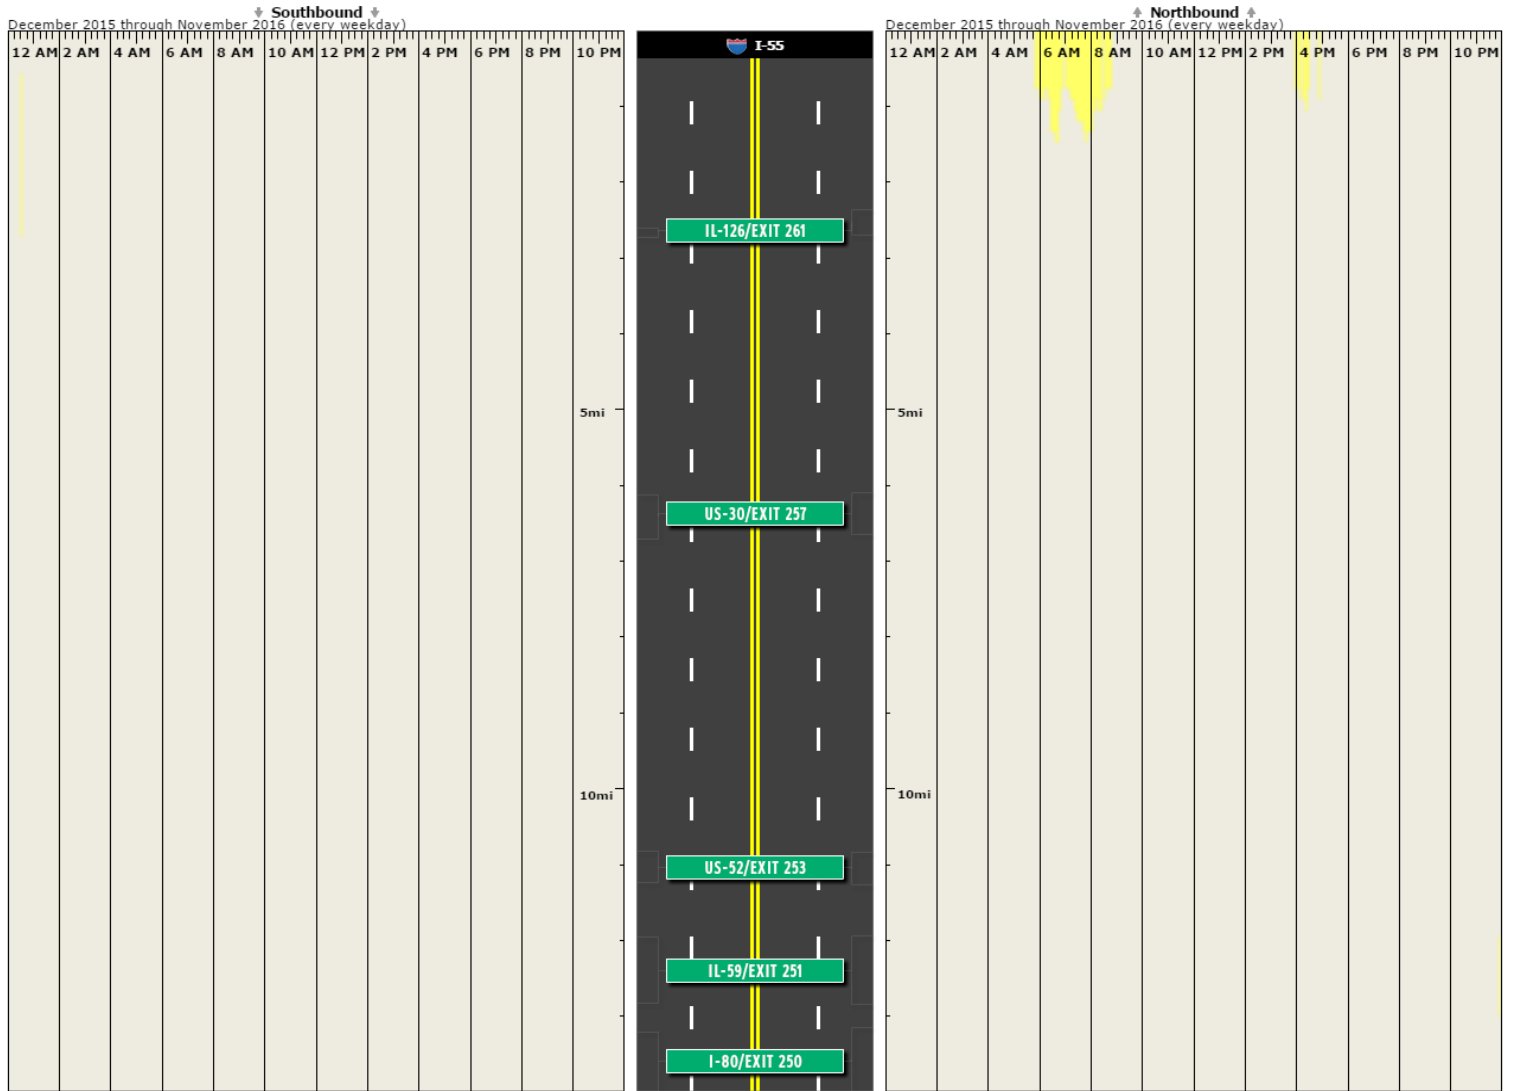 Southbound
December 2015 through November 2016 (every weekday)
12 AM 2 AM 4 AM 6 AM 8 AM 10 AM 12 PM 2 PM 4 PM 6 PM 8 PM 10 PM
5mi
10mi
I-55
IL-126/EXIT 261
US-30/EXIT 257
US-52/EXIT 253
IL-59/EXIT 251
I-80/EXIT 250
Northbound
December 2015 through November 2016 (every weekday)
12 AM 2 AM 4 AM 6 AM 8 AM 10 AM 12 PM 2 PM 4 PM 6 PM 8 PM 10 PM
5mi
10mi